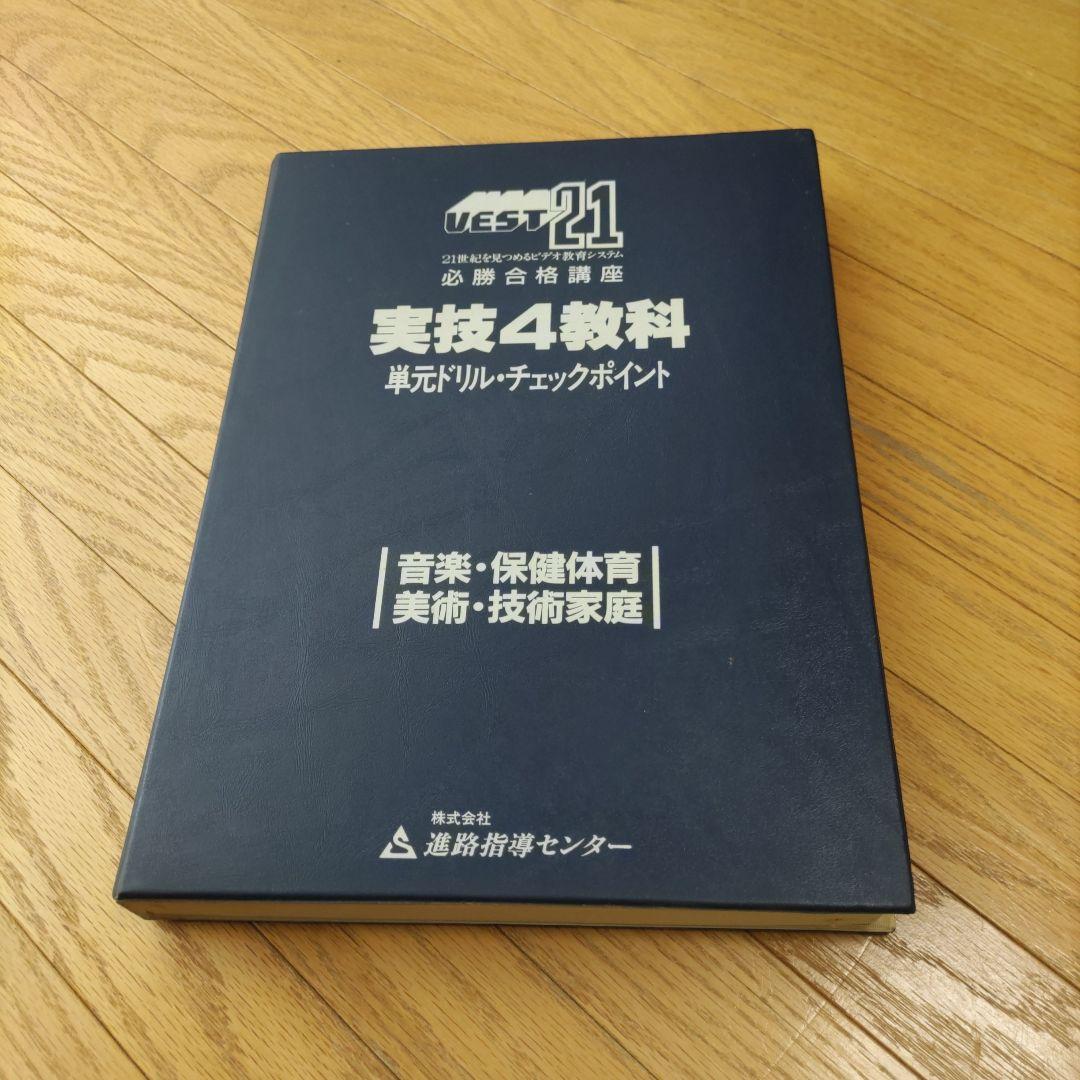 VEST21
21世紀を見つめるビデオ教育システム
必勝合格講座
実技4教科
単元ドリル・チェックポイント
音楽・保健体育
美術・技術家庭
株式会社
進路指導センター